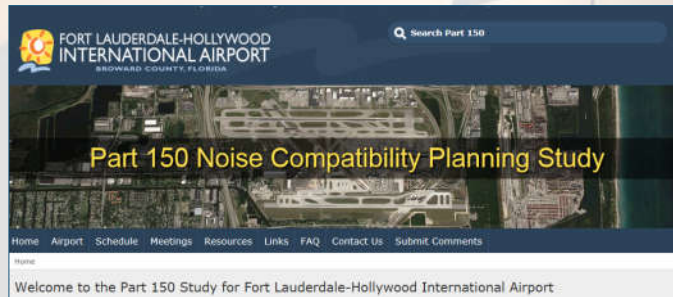 FORT LAUDERDALE-HOLLYWOOD
INTERNATIONAL AIRPORT
BROWARD COUNTY, FLORIDA
Search Part 150
Part 150 Noise Compatibility Planning Study
Home Airport Schedule Meetings Resources Links FAQ Contact Us Submit Comments
Home
Welcome to the Part 150 Study for Fort Lauderdale-Hollywood International Airport